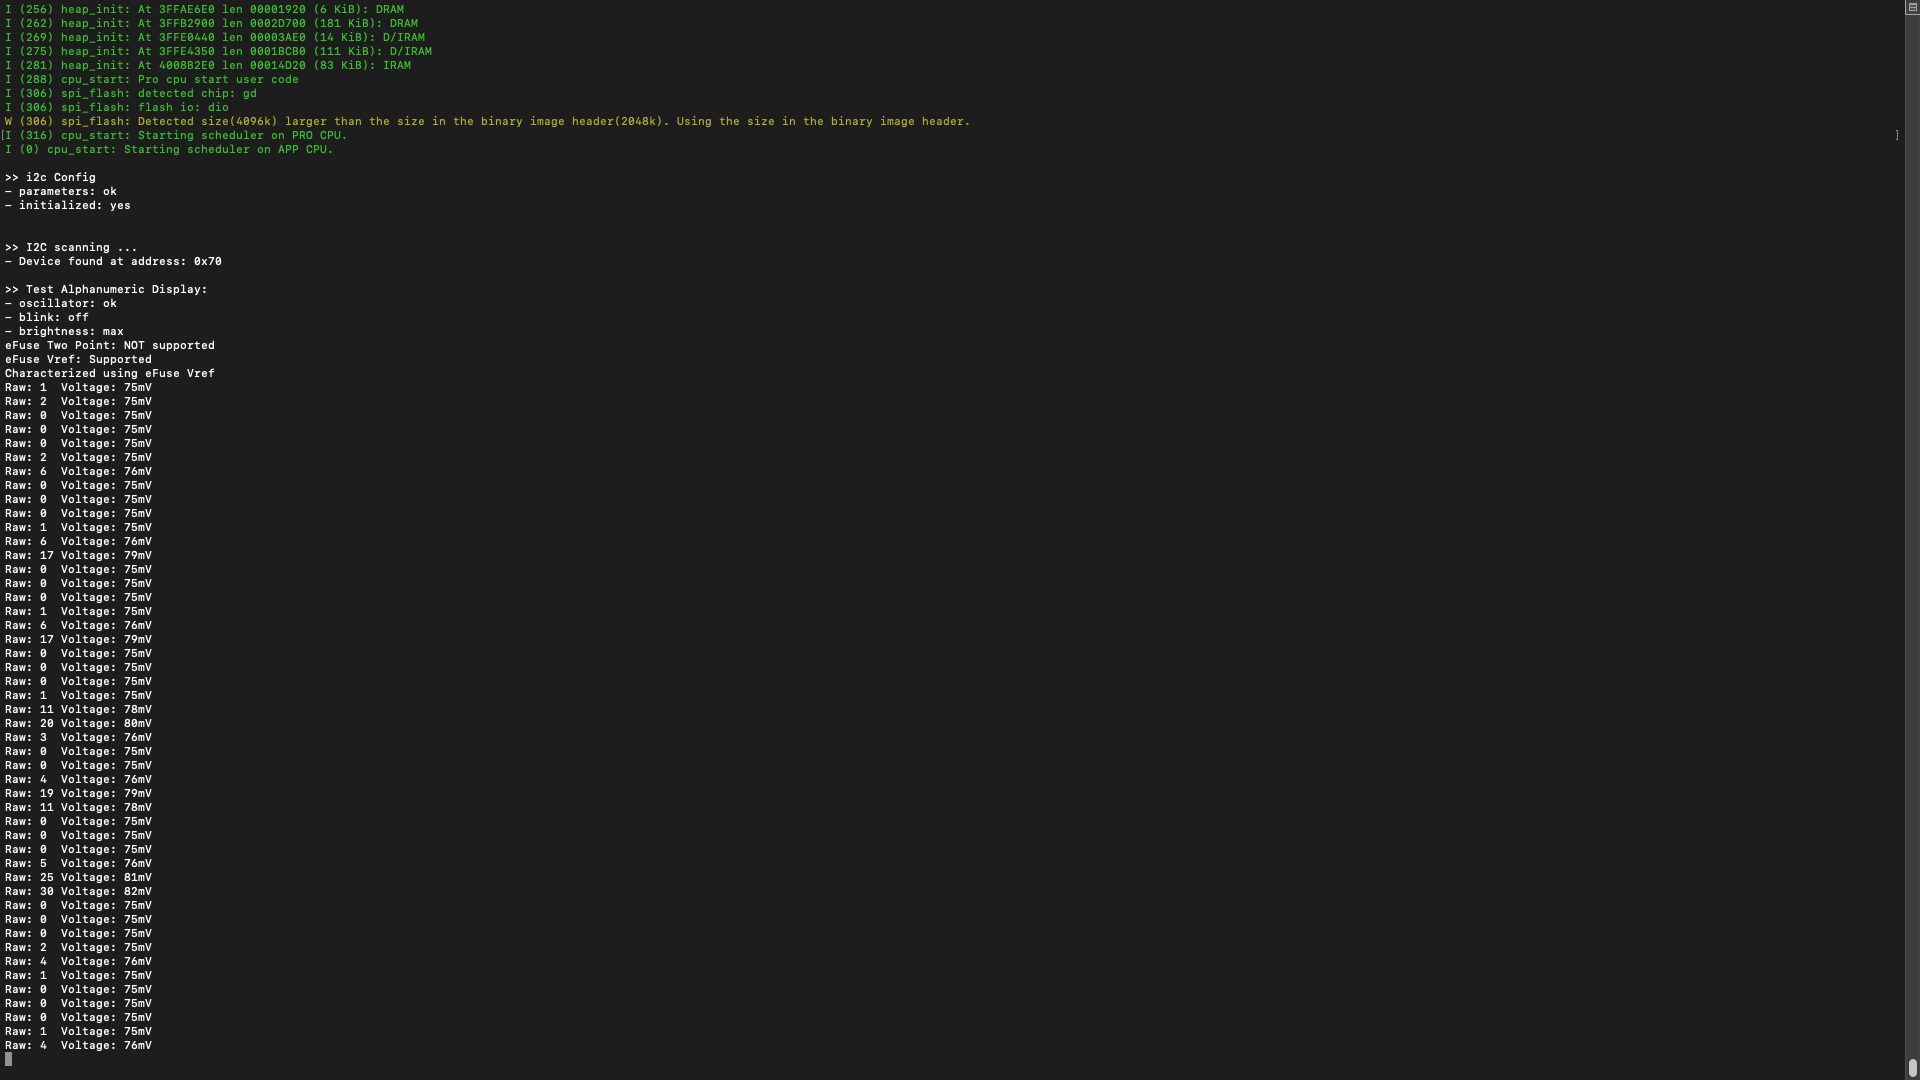 I (256) heap_init: At 3FFAE6E0 len 00001920 (6 KiB): DRAM
I (262) heap_init: At 3FFB2900 len 0002D700 (181 KiB): DRAM
I (269) heap_init: At 3FFE0440 len 00003AE0 (14 KiB): D/IRAM
I (275) heap_init: At 3FFE4350 len 0001BCB0 (111 KiB): D/IRAM
I (281) heap_init: At 4008B2E0 len 00014D20 (83 KiB): IRAM
I (288) cpu_start: Pro cpu start user code
I (306) spi_flash: detected chip: gd
I (306) spi_flash: flash io: dio
W (306) spi_flash: Detected size(4096k) larger than the size in the binary image header(2048k). Using the size in the binary image header.
[I (316) cpu_start: Starting scheduler on PRO CPU. ]
I (0) cpu_start: Starting scheduler on APP CPU.
>> i2c Config
- parameters: ok
- initialized: yes
>> I2C scanning ...
- Device found at address: 0x70
>> Test Alphanumeric Display:
- oscillator: ok
- blink: off
- brightness: max
eFuse Two Point: NOT supported
eFuse Vref: Supported
Characterized using eFuse Vref
Raw: 1  Voltage: 75mV
Raw: 2  Voltage: 75mV
Raw: 0  Voltage: 75mV
Raw: 0  Voltage: 75mV
Raw: 0  Voltage: 75mV
Raw: 2  Voltage: 75mV
Raw: 6  Voltage: 76mV
Raw: 0  Voltage: 75mV
Raw: 0  Voltage: 75mV
Raw: 0  Voltage: 75mV
Raw: 1  Voltage: 75mV
Raw: 6  Voltage: 76mV
Raw: 17 Voltage: 79mV
Raw: 0  Voltage: 75mV
Raw: 0  Voltage: 75mV
Raw: 0  Voltage: 75mV
Raw: 1  Voltage: 75mV
Raw: 6  Voltage: 76mV
Raw: 17 Voltage: 79mV
Raw: 0  Voltage: 75mV
Raw: 0  Voltage: 75mV
Raw: 0  Voltage: 75mV
Raw: 1  Voltage: 75mV
Raw: 11 Voltage: 78mV
Raw: 20 Voltage: 80mV
Raw: 3  Voltage: 76mV
Raw: 0  Voltage: 75mV
Raw: 0  Voltage: 75mV
Raw: 4  Voltage: 76mV
Raw: 19 Voltage: 79mV
Raw: 11 Voltage: 78mV
Raw: 0  Voltage: 75mV
Raw: 0  Voltage: 75mV
Raw: 0  Voltage: 75mV
Raw: 5  Voltage: 76mV
Raw: 25 Voltage: 81mV
Raw: 30 Voltage: 82mV
Raw: 0  Voltage: 75mV
Raw: 0  Voltage: 75mV
Raw: 0  Voltage: 75mV
Raw: 2  Voltage: 75mV
Raw: 4  Voltage: 76mV
Raw: 1  Voltage: 75mV
Raw: 0  Voltage: 75mV
Raw: 0  Voltage: 75mV
Raw: 0  Voltage: 75mV
Raw: 1  Voltage: 75mV
Raw: 4  Voltage: 76mV